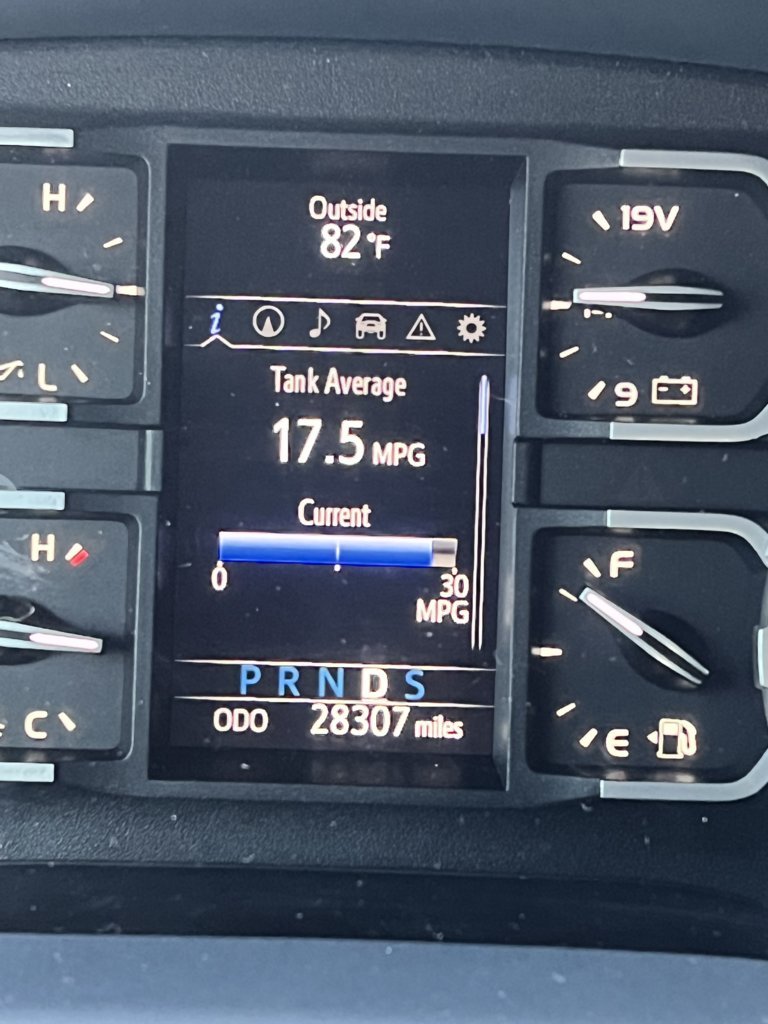 H
L
H
C
Outside
82°F
i
Tank Average
17.5 MPG
Current
0
30
MPG
P R N D S
ODO 28307 miles
19V
9
F
E